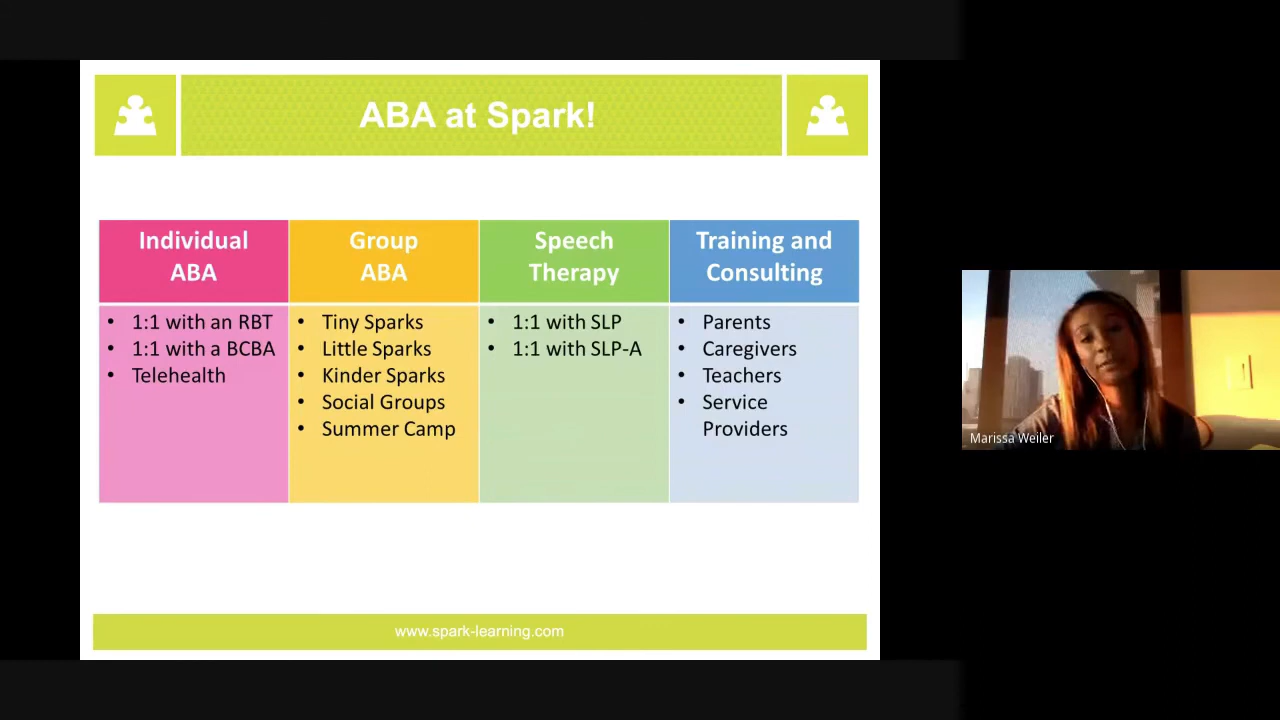 ABA at Spark!
Individual
ABA
• 1:1 with an RBT
• 1:1 with a BCBA
• Telehealth
Group
ABA
• Tiny Sparks
• Little Sparks
• Kinder Sparks
• Social Groups
• Summer Camp
Speech
Therapy
• 1:1 with SLP
• 1:1 with SLP-A
Training and
Consulting
• Parents
• Caregivers
• Teachers
• Service
Providers
www.spark-learning.com
Marissa Weiler